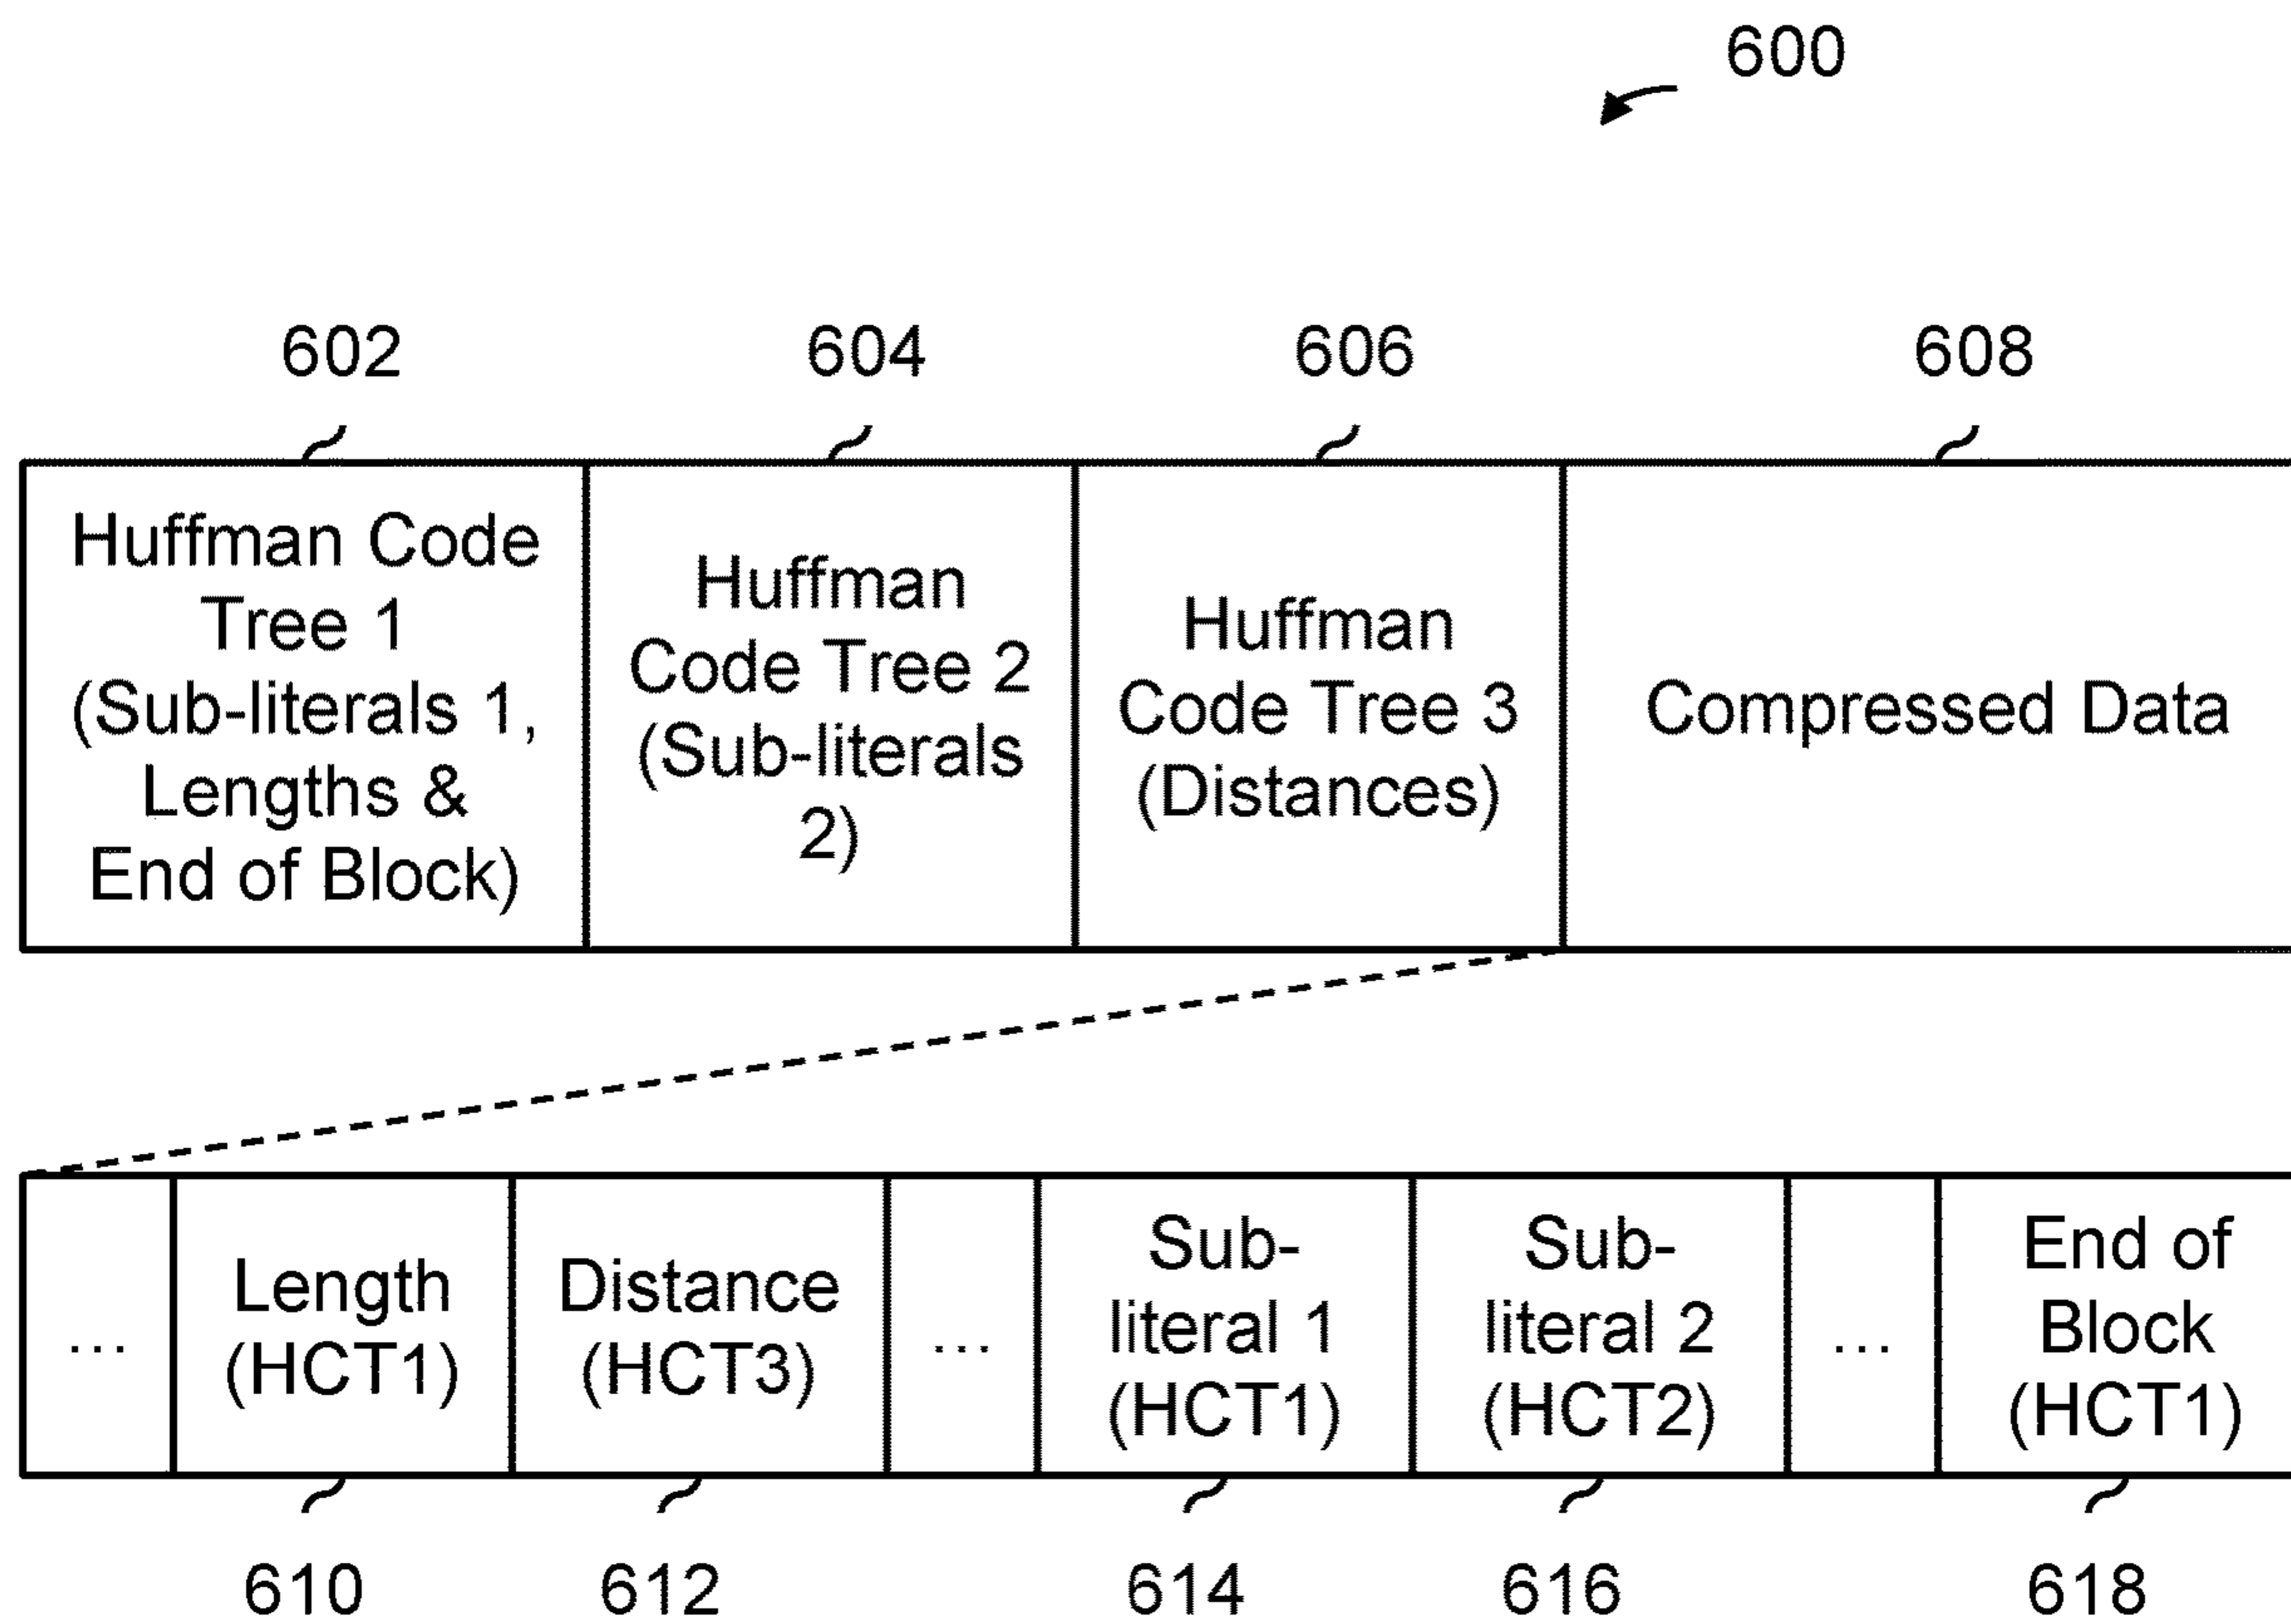 600
602
604
606
608
Huffman Code
Tree 1
(Sub-literals 1,
Lengths &
End of Block)
Huffman
Code Tree 2
(Sub-literals
2)
Huffman
Code Tree 3
(Distances)
Compressed Data
...
Length
(HCT1)
Distance
(HCT3)
...
Sub-
literal 1
(HCT1)
Sub-
literal 2
(HCT2)
...
End of
Block
(HCT1)
610
612
614
616
618